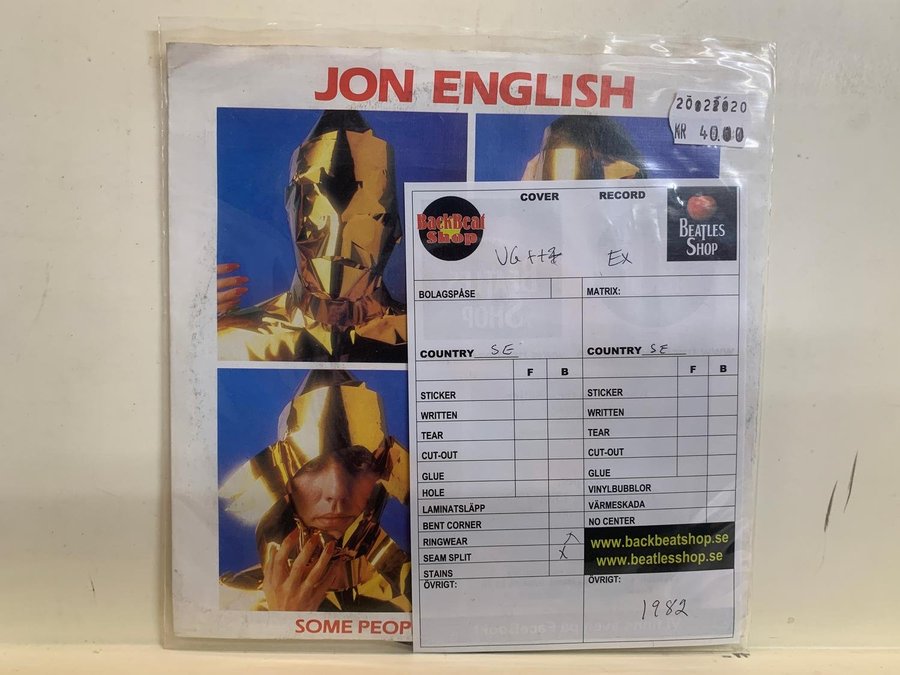 JON ENGLISH
KR 40.00
COVER
RECORD
BackBeat
Shop
BEATLES
SHOP
VG ++
Ex
BOLAGSPÅSE
MATRIX:
COUNTRY SE
COUNTRY SE
F B
F B
STICKER
STICKER
WRITTEN
WRITTEN
TEAR
TEAR
CUT-OUT
CUT-OUT
GLUE
GLUE
HOLE
VINYLBUBBLOR
LAMINATSLÄPP
VÄRMESKADA
BENT CORNER
NO CENTER
RINGWEAR
www.backbeatshop.se
SEAM SPLIT X
www.beatlesshop.se
STAINS
ÖVRIGT:
ÖVRIGT:
1982
SOME PEOP